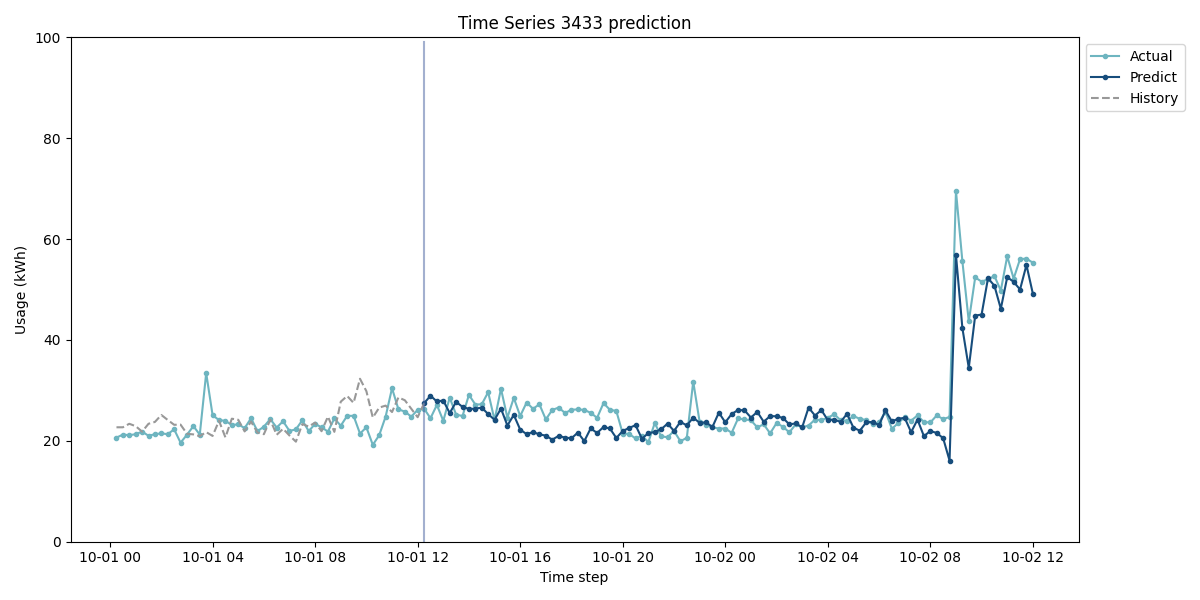 Time Series 3433 prediction
100
80
60
40
20
0
Usage (kWh)
10-01 00 10-01 04 10-01 08 10-01 12 10-01 16 10-01 20 10-02 00 10-02 04 10-02 08 10-02 12
Time step
Actual
Predict
History